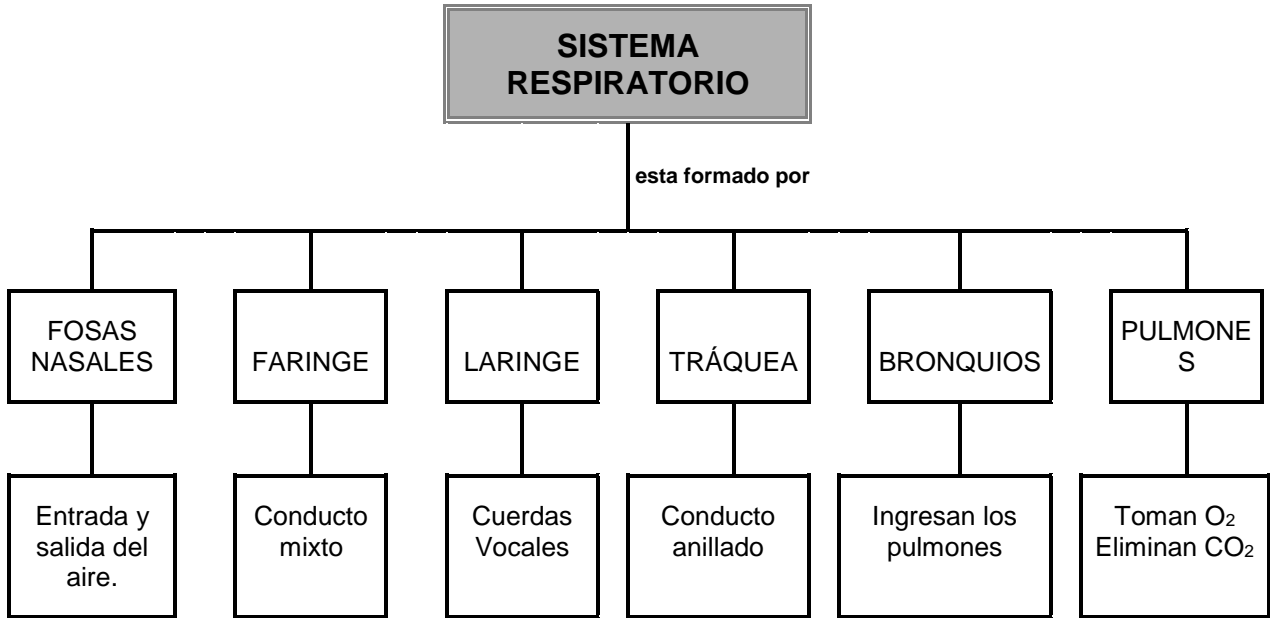 SISTEMA
RESPIRATORIO
esta formado por
FOSAS
NASALES
FARINGE
LARINGE
TRÁQUEA
BRONQUIOS
PULMONE
S
Entrada y
salida del
aire.
Conducto
mixto
Cuerdas
Vocales
Conducto
anillado
Ingresan los
pulmones
Toman O₂
Eliminan CO₂